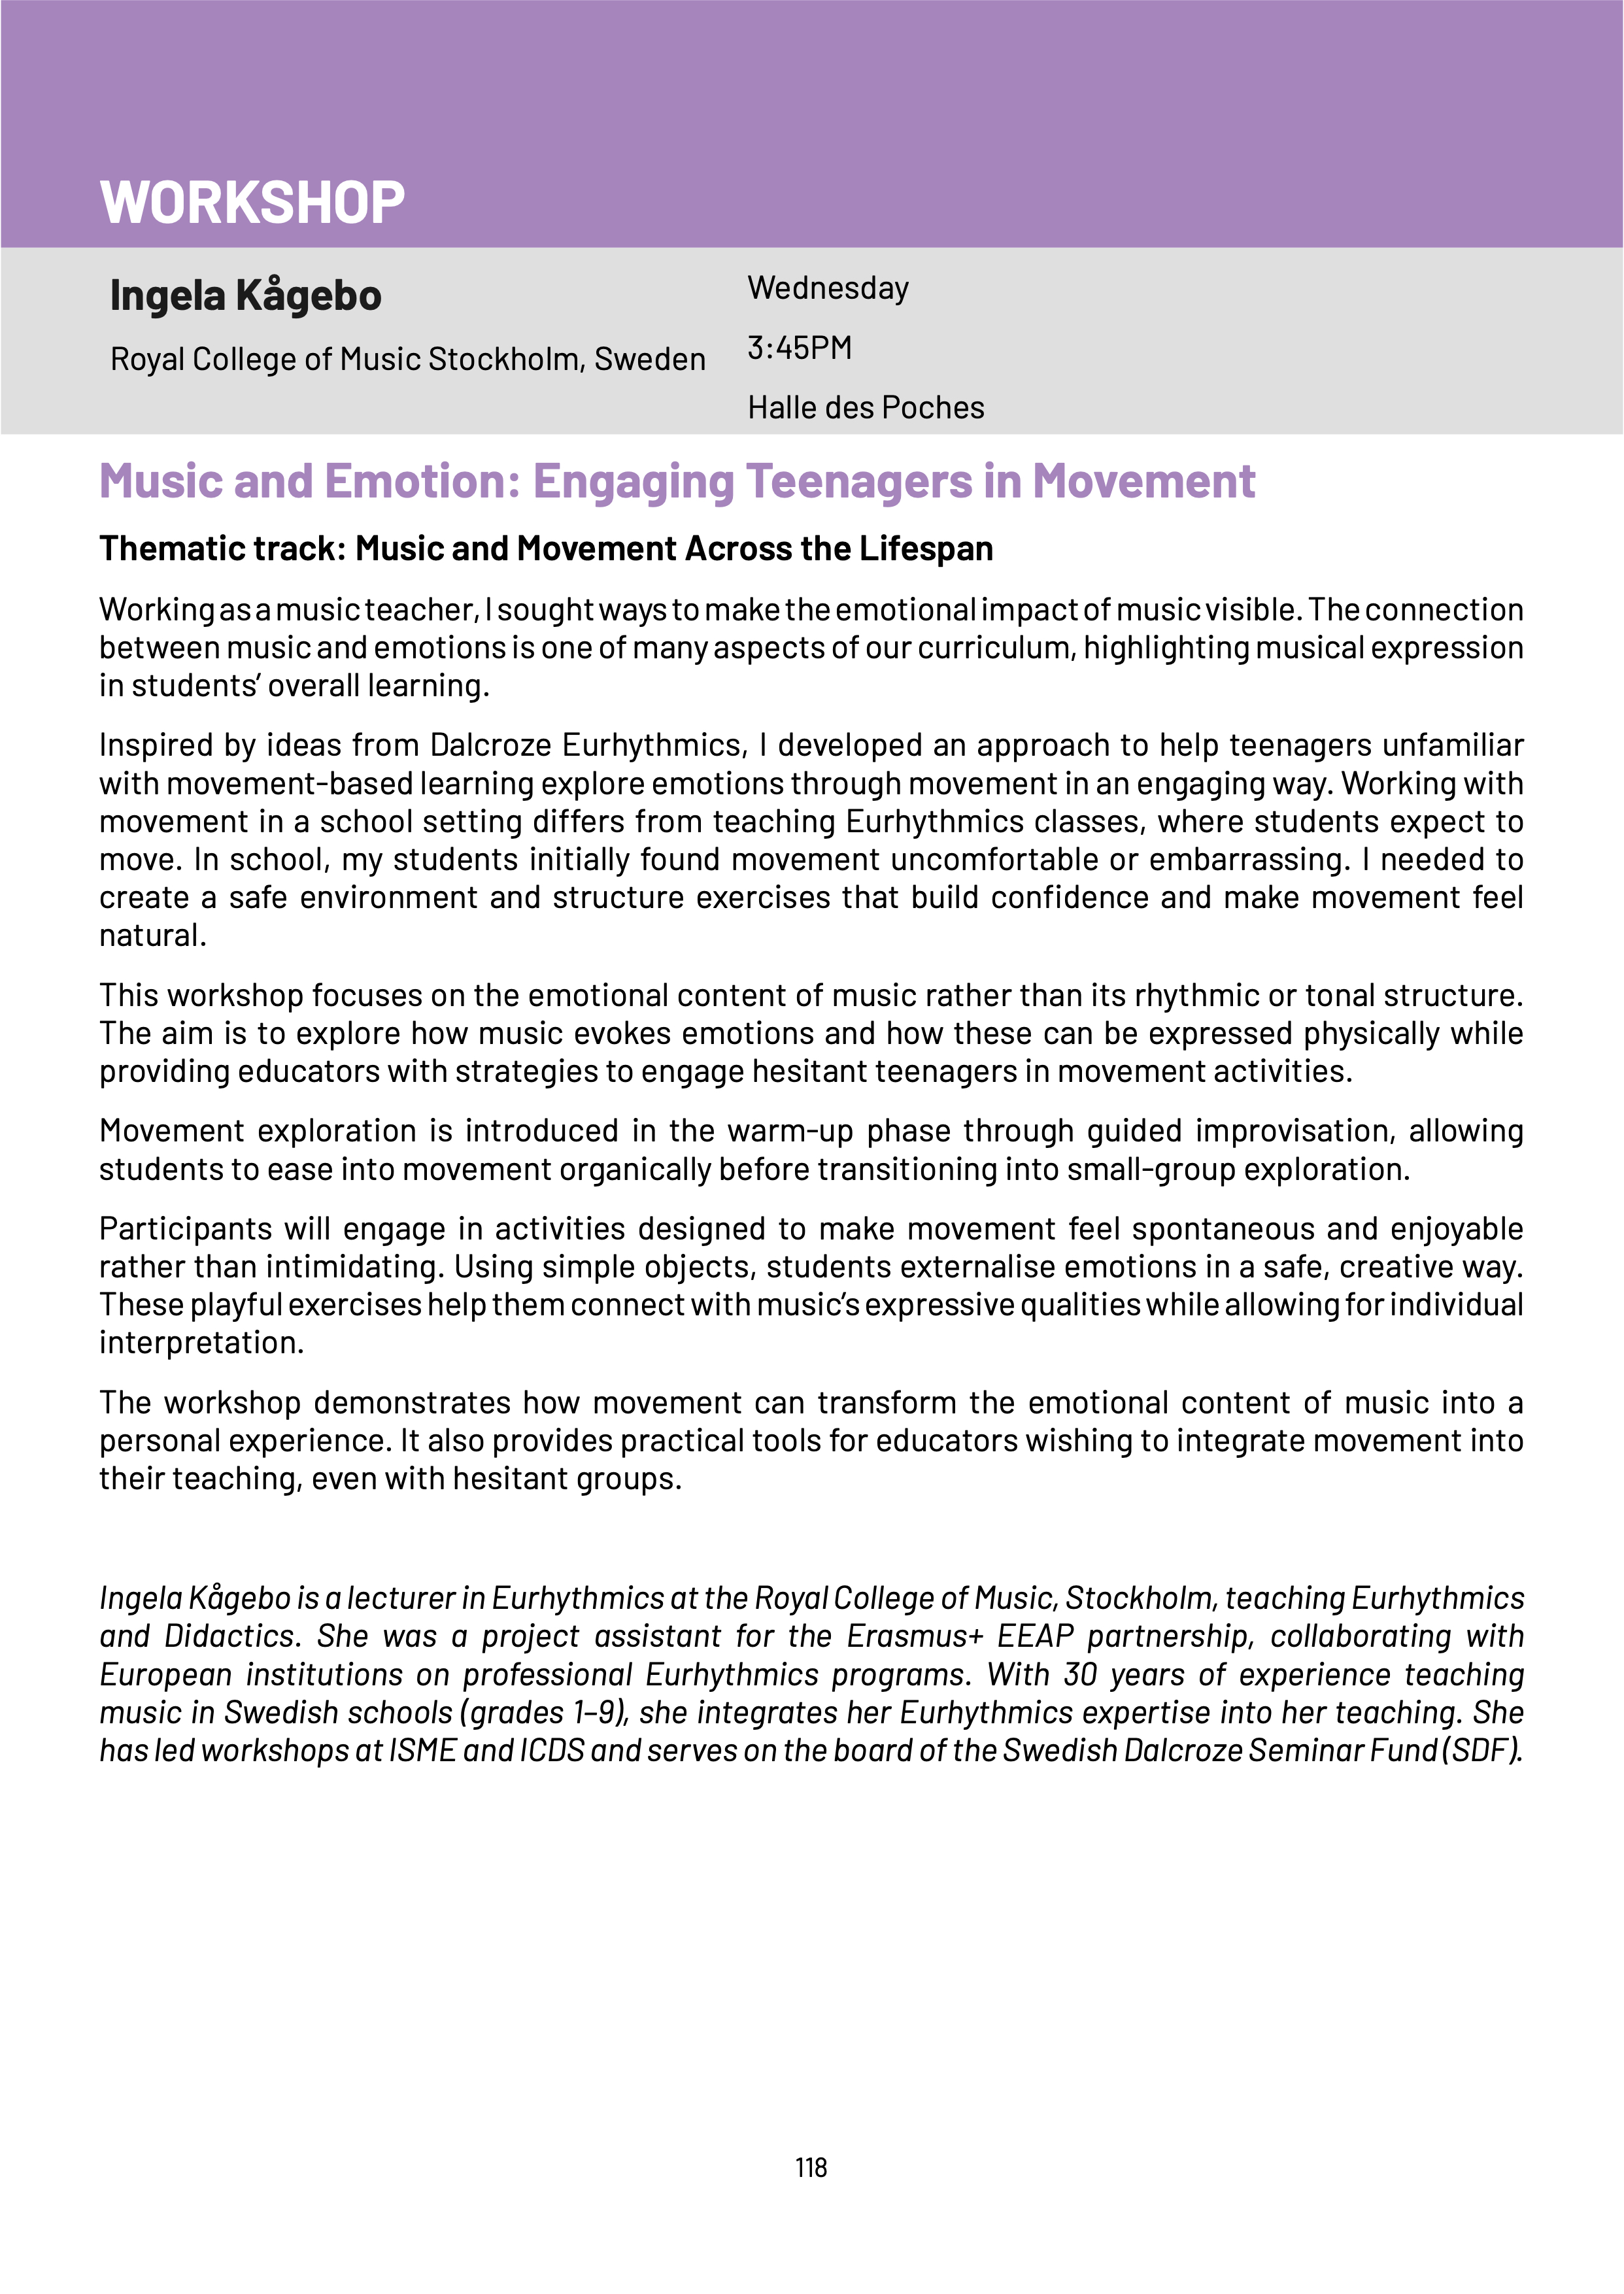 WORKSHOP
Ingela Kågebo
Royal College of Music Stockholm, Sweden
Wednesday
3:45PM
Halle des Poches
Music and Emotion: Engaging Teenagers in Movement
Thematic track: Music and Movement Across the Lifespan
Working as a music teacher, I sought ways to make the emotional impact of music visible. The connection
between music and emotions is one of many aspects of our curriculum, highlighting musical expression
in students’ overall learning.
Inspired by ideas from Dalcroze Eurhythmics, I developed an approach to help teenagers unfamiliar
with movement-based learning explore emotions through movement in an engaging way. Working with
movement in a school setting differs from teaching Eurhythmics classes, where students expect to
move. In school, my students initially found movement uncomfortable or embarrassing. I needed to
create a safe environment and structure exercises that build confidence and make movement feel
natural.
This workshop focuses on the emotional content of music rather than its rhythmic or tonal structure.
The aim is to explore how music evokes emotions and how these can be expressed physically while
providing educators with strategies to engage hesitant teenagers in movement activities.
Movement exploration is introduced in the warm-up phase through guided improvisation, allowing
students to ease into movement organically before transitioning into small-group exploration.
Participants will engage in activities designed to make movement feel spontaneous and enjoyable
rather than intimidating. Using simple objects, students externalise emotions in a safe, creative way.
These playful exercises help them connect with music’s expressive qualities while allowing for individual
interpretation.
The workshop demonstrates how movement can transform the emotional content of music into a
personal experience. It also provides practical tools for educators wishing to integrate movement into
their teaching, even with hesitant groups.
Ingela Kågebo is a lecturer in Eurhythmics at the Royal College of Music, Stockholm, teaching Eurhythmics
and Didactics. She was a project assistant for the Erasmus+ EEAP partnership, collaborating with
European institutions on professional Eurhythmics programs. With 30 years of experience teaching
music in Swedish schools (grades 1–9), she integrates her Eurhythmics expertise into her teaching. She
has led workshops at ISME and ICDS and serves on the board of the Swedish Dalcroze Seminar Fund (SDF).
118